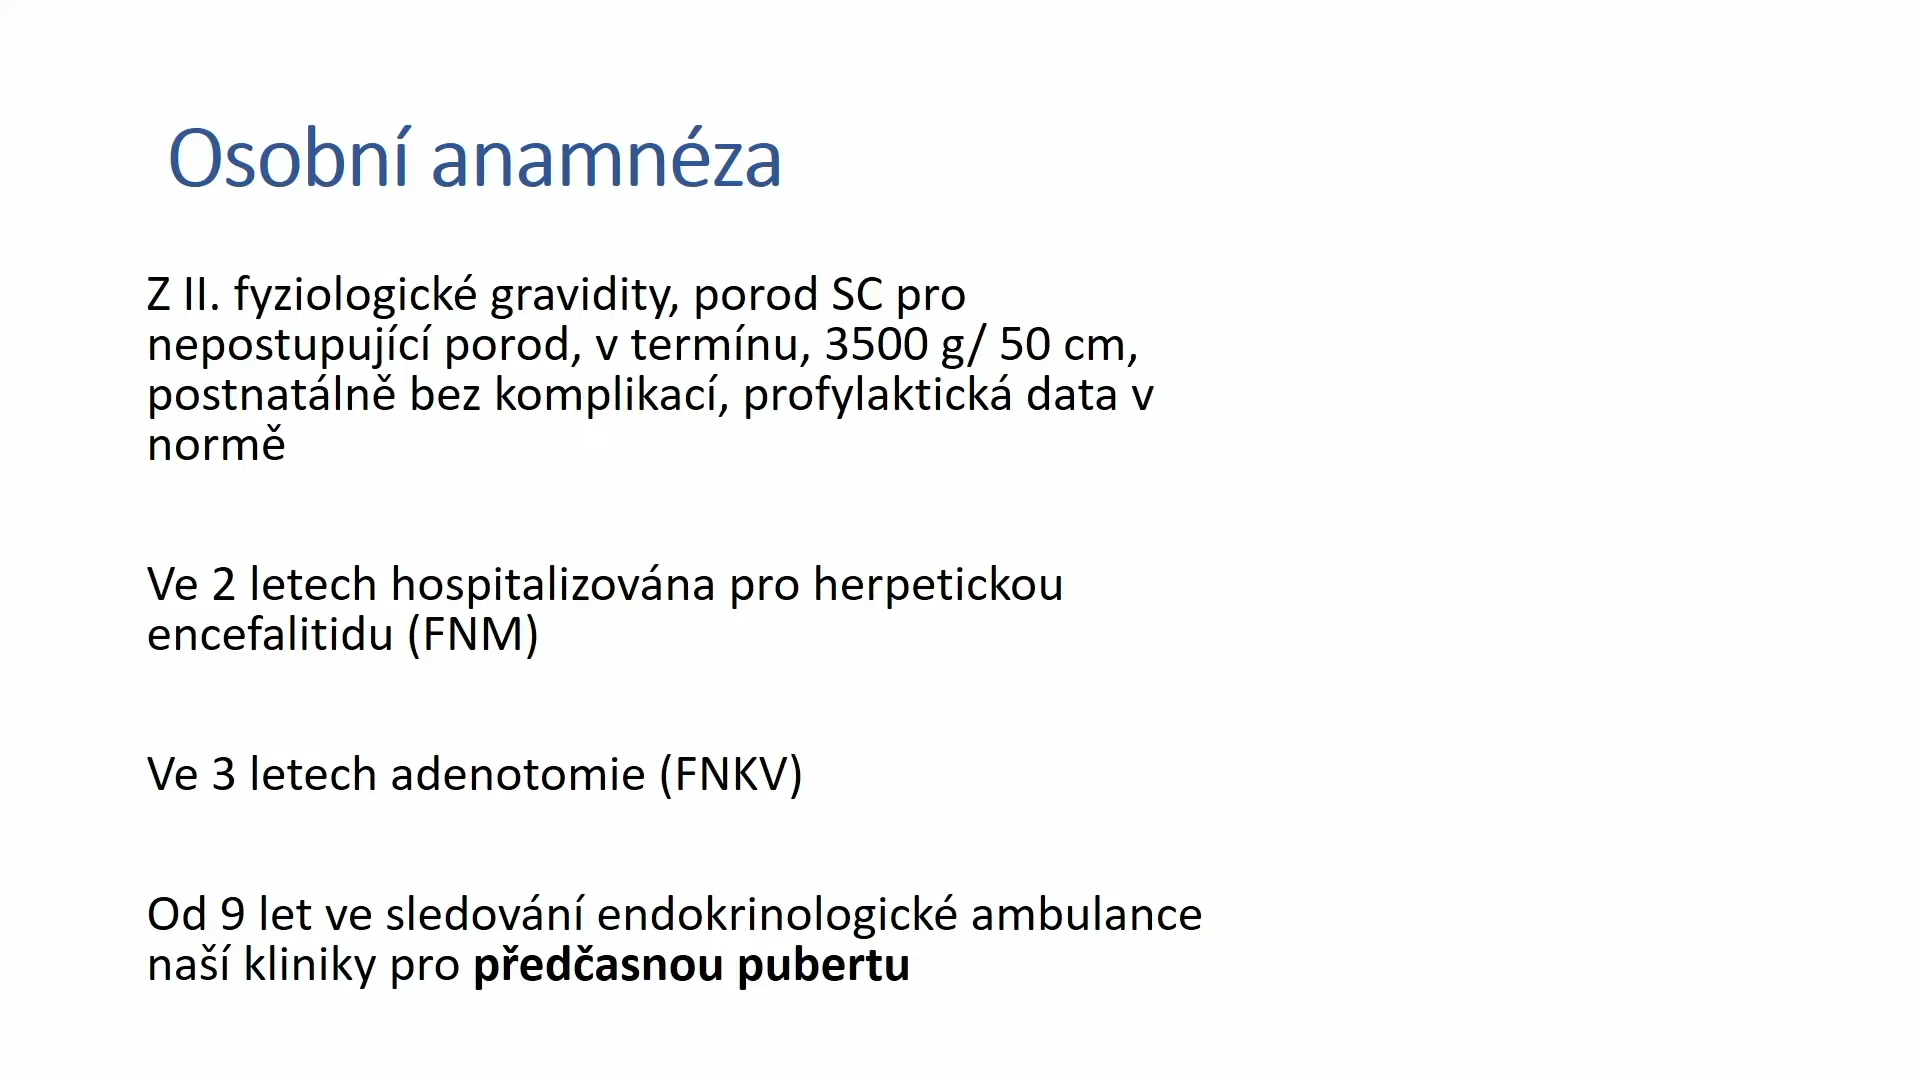 Osobní anamnéza
Z II. fyziologické gravidity, porod SC pro
nepostupující porod, v termínu, 3500 g/ 50 cm,
postnatálně bez komplikací, profylaktická data v
normě
Ve 2 letech hospitalizována pro herpetickou
encefalitidu (FNM)
Ve 3 letech adenotomie (FNKV)
Od 9 let ve sledování endokrinologické ambulance
naší kliniky pro předčasnou pubertu